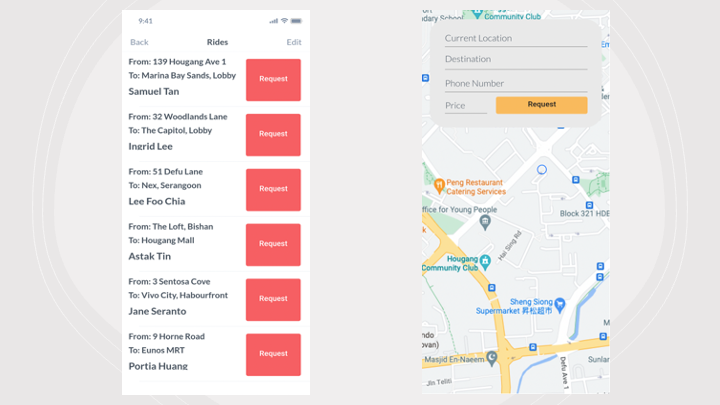 9:41
Back
Rides
Edit
From: 139 Hougang Ave 1
To: Marina Bay Sands, Lobby
Samuel Tan
Request
From: 32 Woodlands Lane
To: The Capitol, Lobby
Ingrid Lee
Request
From: 51 Defu Lane
To: Nex, Serangoon
Lee Foo Chia
Request
From: The Loft, Bishan
To: Hougang Mall
Astak Tin
Request
From: 3 Sentosa Cove
To: Vivo City, Habourfront
Jane Seranto
Request
From: 9 Horne Road
To: Eunos MRT
Portia Huang
Request
dary School
Community Club
Current Location
Destination
Phone Number
Price
Request
Peng Restaurant
Catering Services
ffice for Young People
Block 321 HDB
Hai Sing Rd
Hougang
Community Club
Sheng Siong
Supermarket 昇松超市
ndo
ovan)
Masjid En-Naeem
Sunlar
Defu Ave 1
Jln Teliti